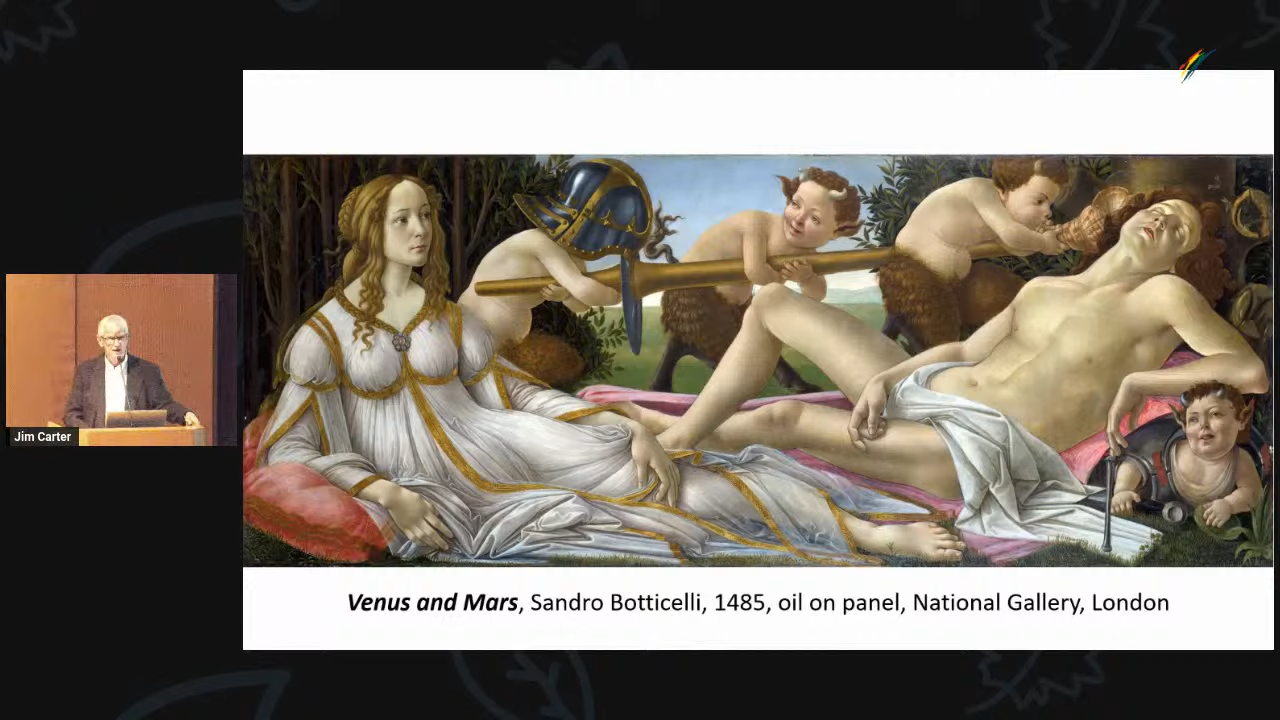 Jim Carter
Venus and Mars, Sandro Botticelli, 1485, oil on panel, National Gallery, London